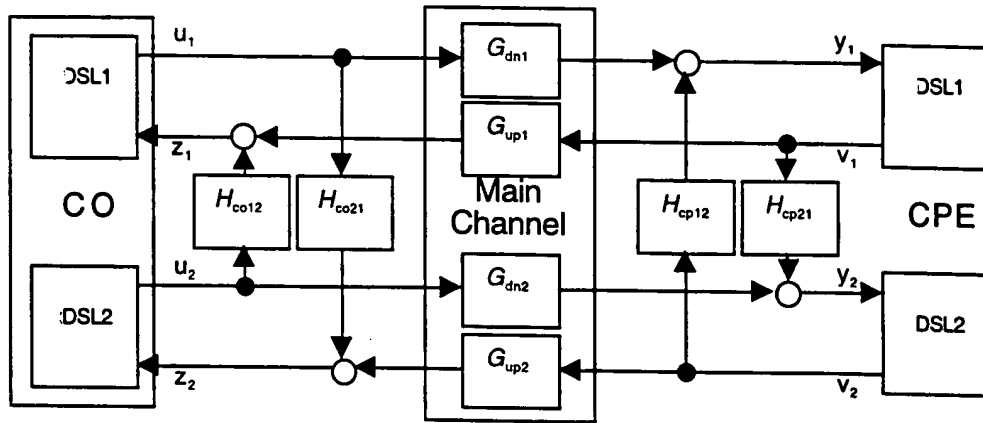 u1
Gdn1
y1
DSL1
DSL1
z1
Gup1
v1
CO
Hco12
Hco21
Main
Channel
Hcp12
Hcp21
CPE
u2
Gdn2
y2
DSL2
DSL2
z2
Gup2
v2